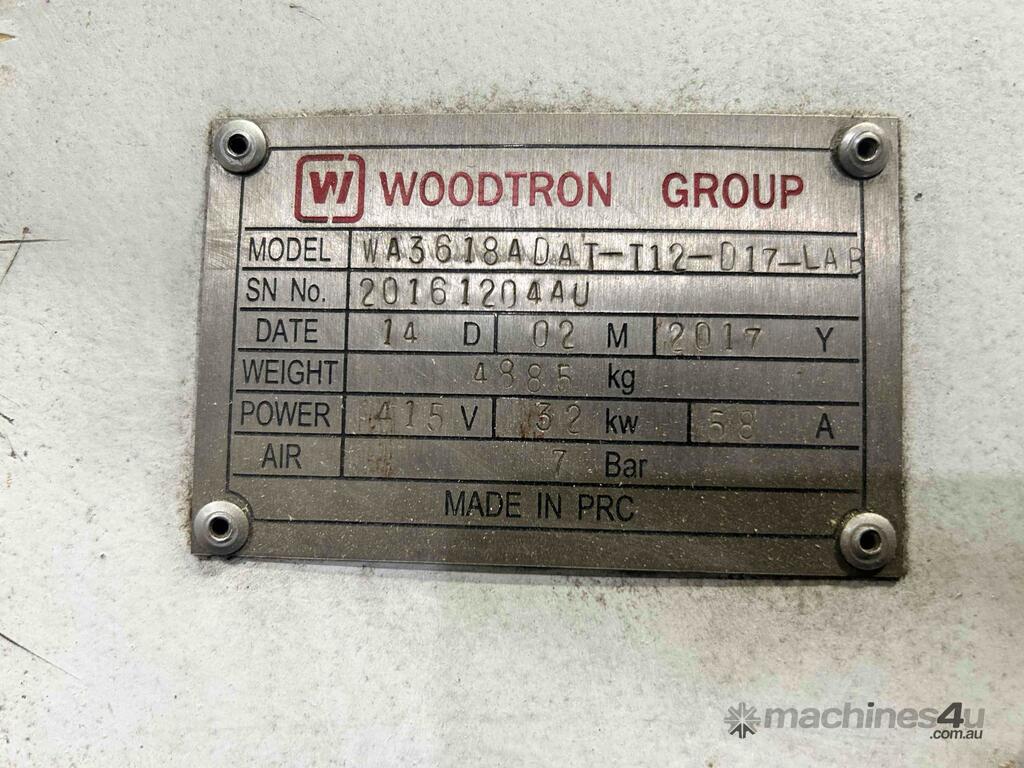 W WOODTRON GROUP
MODEL WA3618ADAT-T12-D17-LAB
SN No. 20161204AU
DATE 14 D 02 M 2017 Y
WEIGHT 4885 kg
POWER 415 V 32 kw 58 A
AIR 7 Bar
MADE IN PRC
machines4u
.com.au